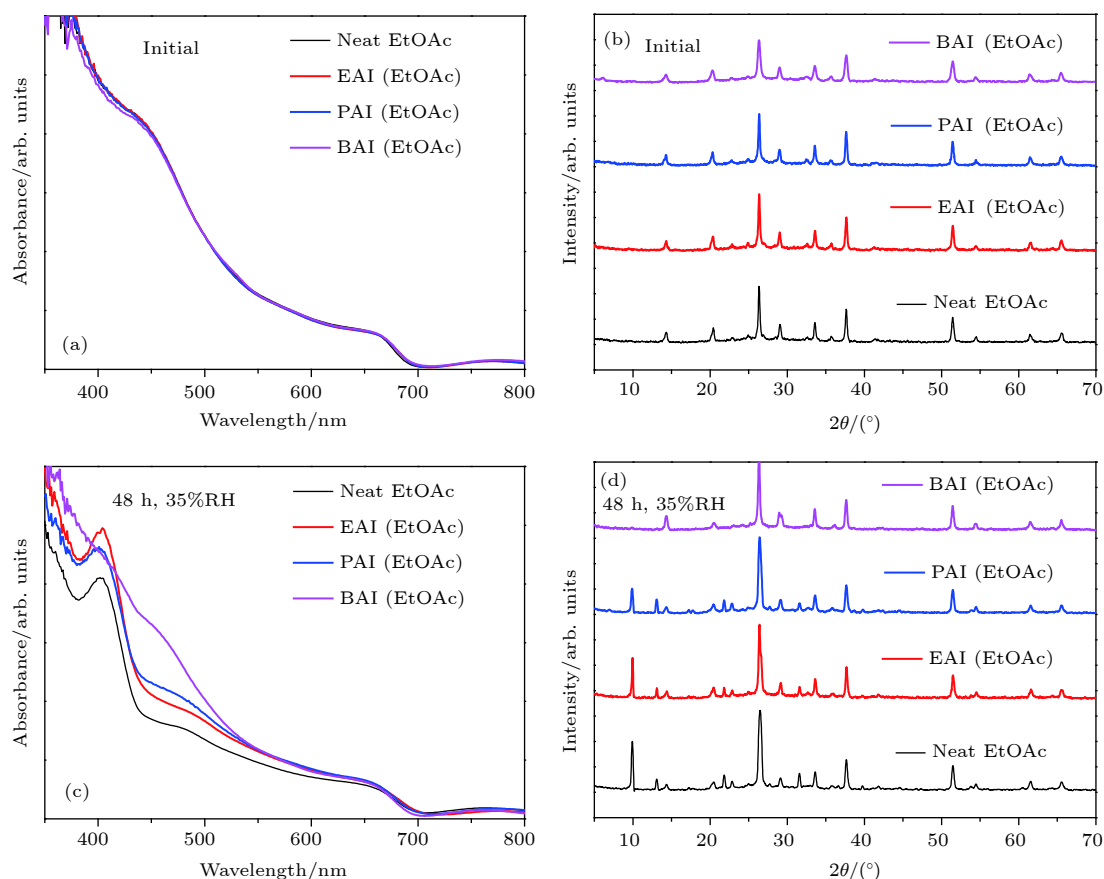 Absorbance/arb. units
Initial
Neat EtOAc
EAI (EtOAc)
PAI (EtOAc)
BAI (EtOAc)
(a)
400 500 600 700 800
Wavelength/nm
Intensity/arb. units
(b)
Initial
BAI (EtOAc)
PAI (EtOAc)
EAI (EtOAc)
Neat EtOAc
10 20 30 40 50 60 70
2θ/(°)
Absorbance/arb. units
48 h, 35%RH
Neat EtOAc
EAI (EtOAc)
PAI (EtOAc)
BAI (EtOAc)
(c)
400 500 600 700 800
Wavelength/nm
Intensity/arb. units
(d)
48 h, 35%RH
BAI (EtOAc)
PAI (EtOAc)
EAI (EtOAc)
Neat EtOAc
10 20 30 40 50 60 70
2θ/(°)